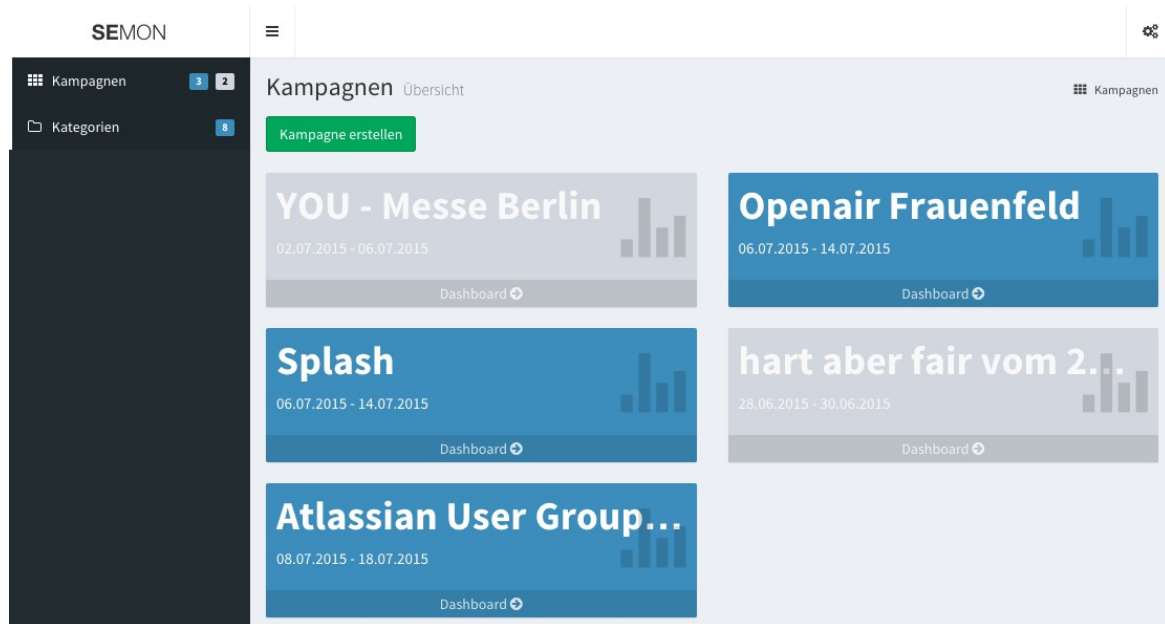 SEMON
Kampagnen 3 2
Kategorien 8
Kampagnen Übersicht
Kampagnen
Kampagne erstellen
YOU - Messe Berlin
02.07.2015 - 06.07.2015
Dashboard
Openair Frauenfeld
06.07.2015 - 14.07.2015
Dashboard
Splash
06.07.2015 - 14.07.2015
Dashboard
hart aber fair vom 2...
28.06.2015 - 30.06.2015
Dashboard
Atlassian User Group...
08.07.2015 - 18.07.2015
Dashboard